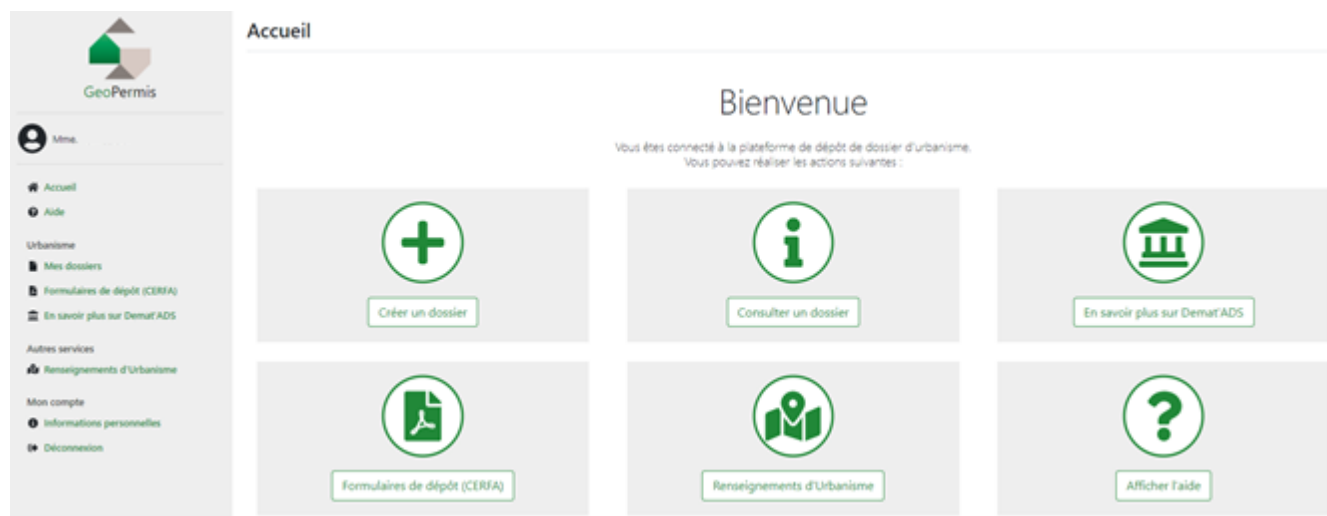 GeoPermis
Mme.
Accueil
Aide
Urbanisme
Mes dossiers
Formulaires de dépôt (CERFA)
En savoir plus sur Demat'ADS
Autres services
Renseignements d'Urbanisme
Mon compte
Informations personnelles
Déconnexion
Accueil
Bienvenue
Vous êtes connecté à la plateforme de dépôt de dossier d'urbanisme.
Vous pouvez réaliser les actions suivantes :
Créer un dossier
Consulter un dossier
En savoir plus sur Demat'ADS
Formulaires de dépôt (CERFA)
Renseignements d'Urbanisme
Afficher l'aide